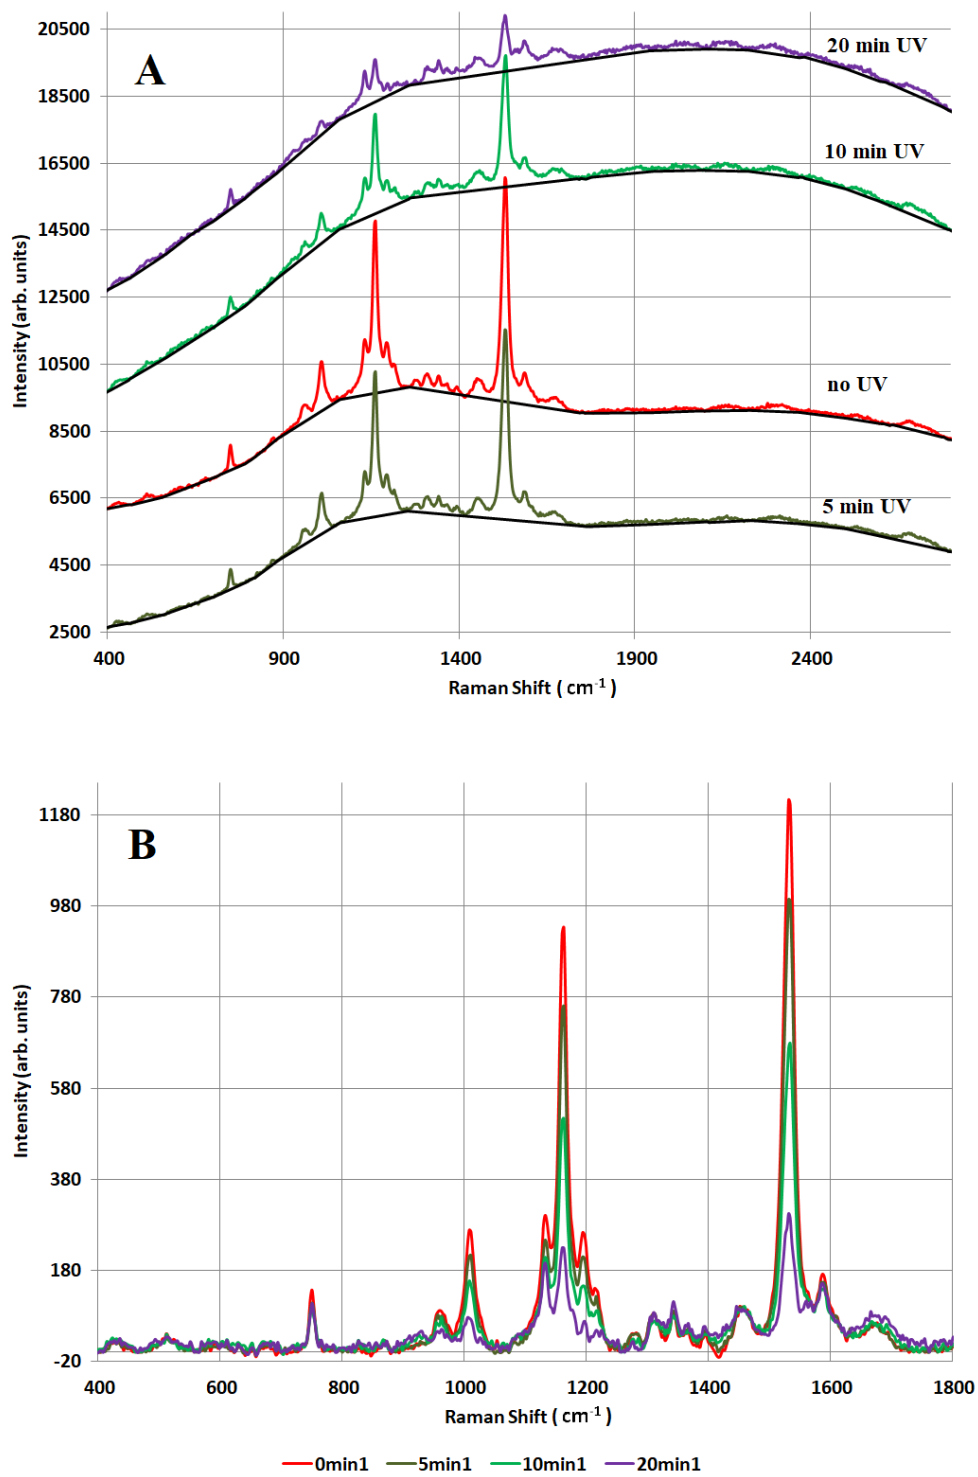 A
20500
18500
16500
14500
12500
10500
8500
6500
4500
2500
Intensity (arb. units)
20 min UV
10 min UV
no UV
5 min UV
400 900 1400 1900 2400
Raman Shift ( cm-1 )
B
1180
980
780
580
380
180
-20
Intensity (arb. units)
400 600 800 1000 1200 1400 1600 1800
Raman Shift ( cm-1 )
0min1 5min1 10min1 20min1